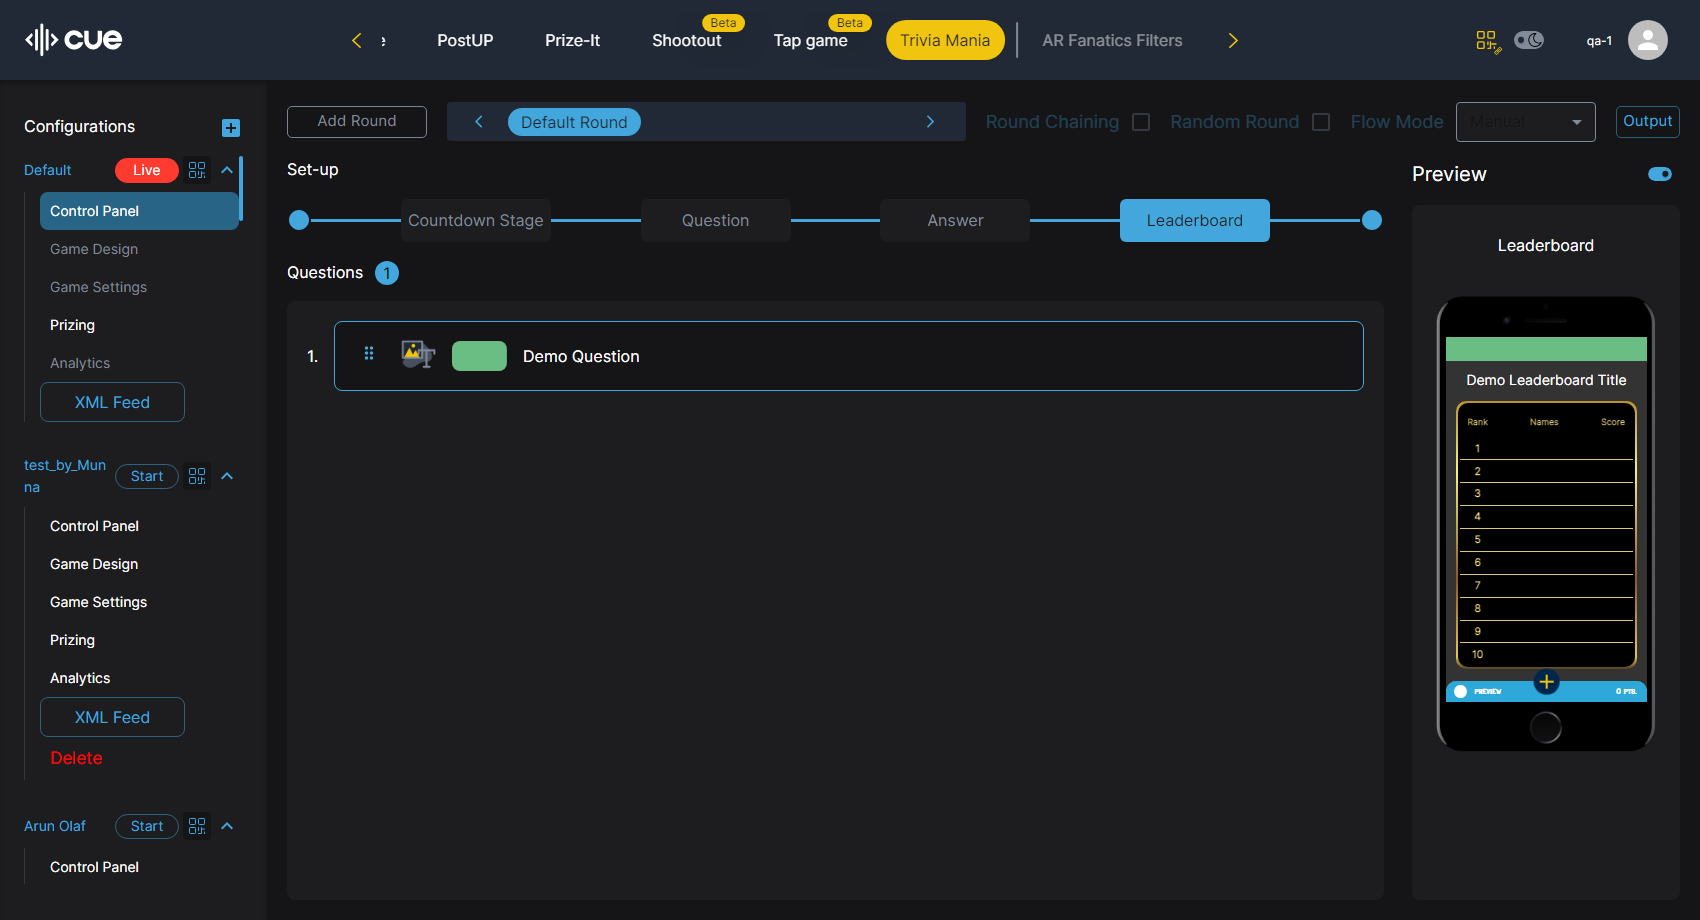 cue
e
PostUP
Prize-It
Shootout
Beta
Tap game
Beta
Trivia Mania
AR Fanatics Filters
qa-1
Configurations
Default
Live
Control Panel
Game Design
Game Settings
Prizing
Analytics
XML Feed
test_by_Mun
na
Start
Control Panel
Game Design
Game Settings
Prizing
Analytics
XML Feed
Delete
Arun Olaf
Start
Control Panel
Add Round
Default Round
Round Chaining
Random Round
Flow Mode
Manual
Output
Set-up
Countdown Stage
Question
Answer
Leaderboard
Questions 1
1. Demo Question
Preview
Leaderboard
Demo Leaderboard Title
Rank Names Score
1
2
3
4
5
6
7
8
9
10
PREVIEW 0 PTS.